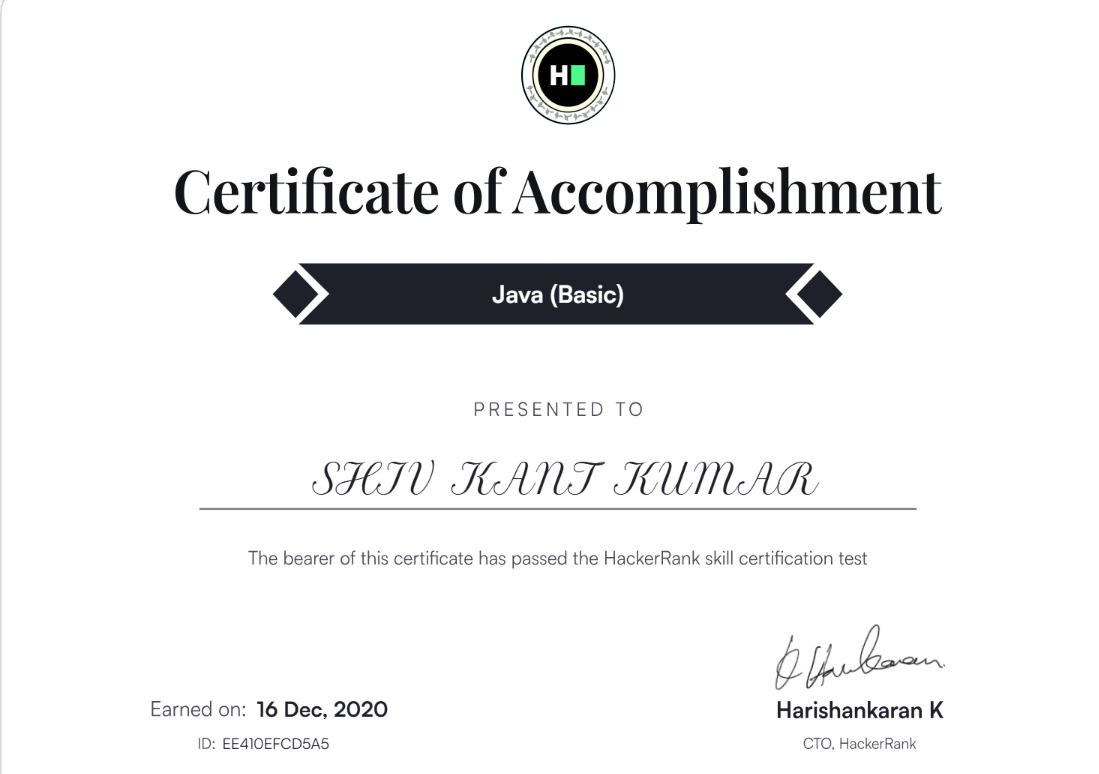 H
Certificate of Accomplishment
Java (Basic)
PRESENTED TO
SHIV KANT KUMAR
The bearer of this certificate has passed the HackerRank skill certification test
Earned on: 16 Dec, 2020
ID: EE410EFCD5A5
Harishankaran K
CTO, HackerRank